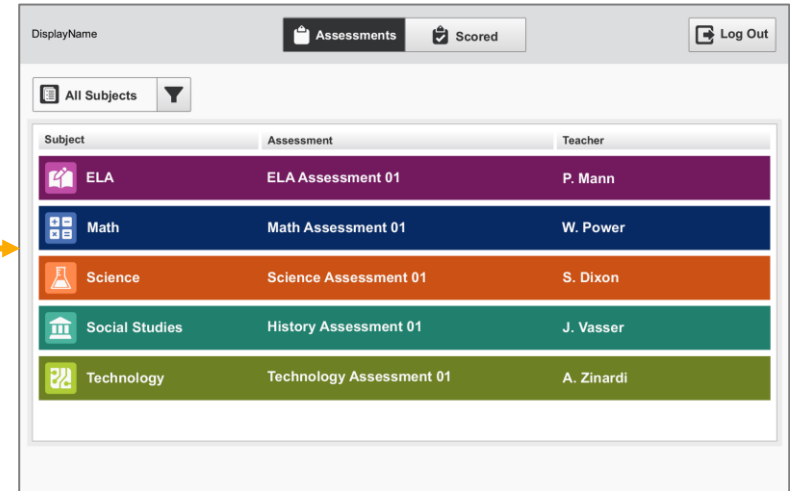 DisplayName Assessments Scored Log Out
All Subjects
Subject Assessment Teacher
ELA ELA Assessment 01 P. Mann
Math Math Assessment 01 W. Power
Science Science Assessment 01 S. Dixon
Social Studies History Assessment 01 J. Vasser
Technology Technology Assessment 01 A. Zinardi